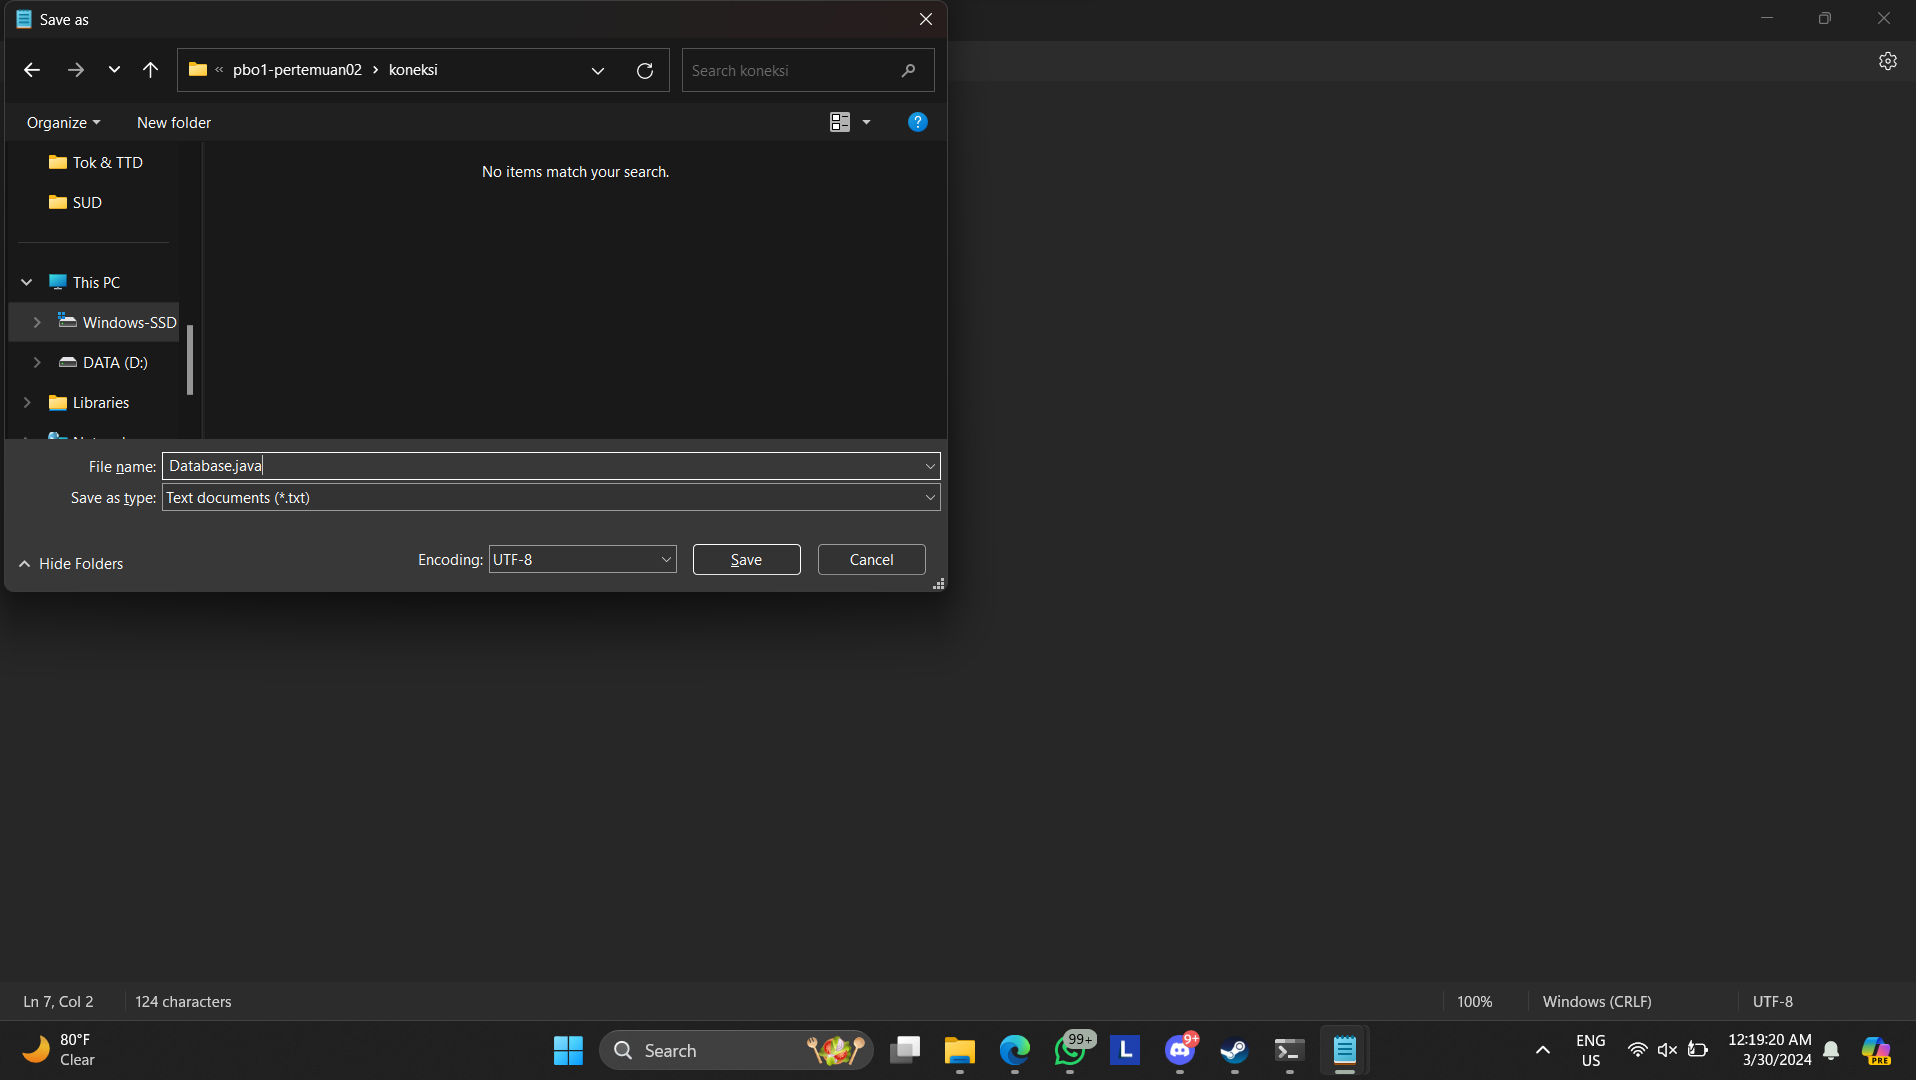 Save as
« pbo1-pertemuan02 > koneksi
Search koneksi
Organize
New folder
?
Tok & TTD
SUD
This PC
Windows-SSD
DATA (D:)
Libraries
No items match your search.
File name: Database.java
Save as type: Text documents (*.txt)
Hide Folders
Encoding: UTF-8
Save
Cancel
Ln 7, Col 2
124 characters
100%
Windows (CRLF)
UTF-8
80°F
Clear
Search
99+
L
9+
ENG
US
12:19:20 AM
3/30/2024
PRE